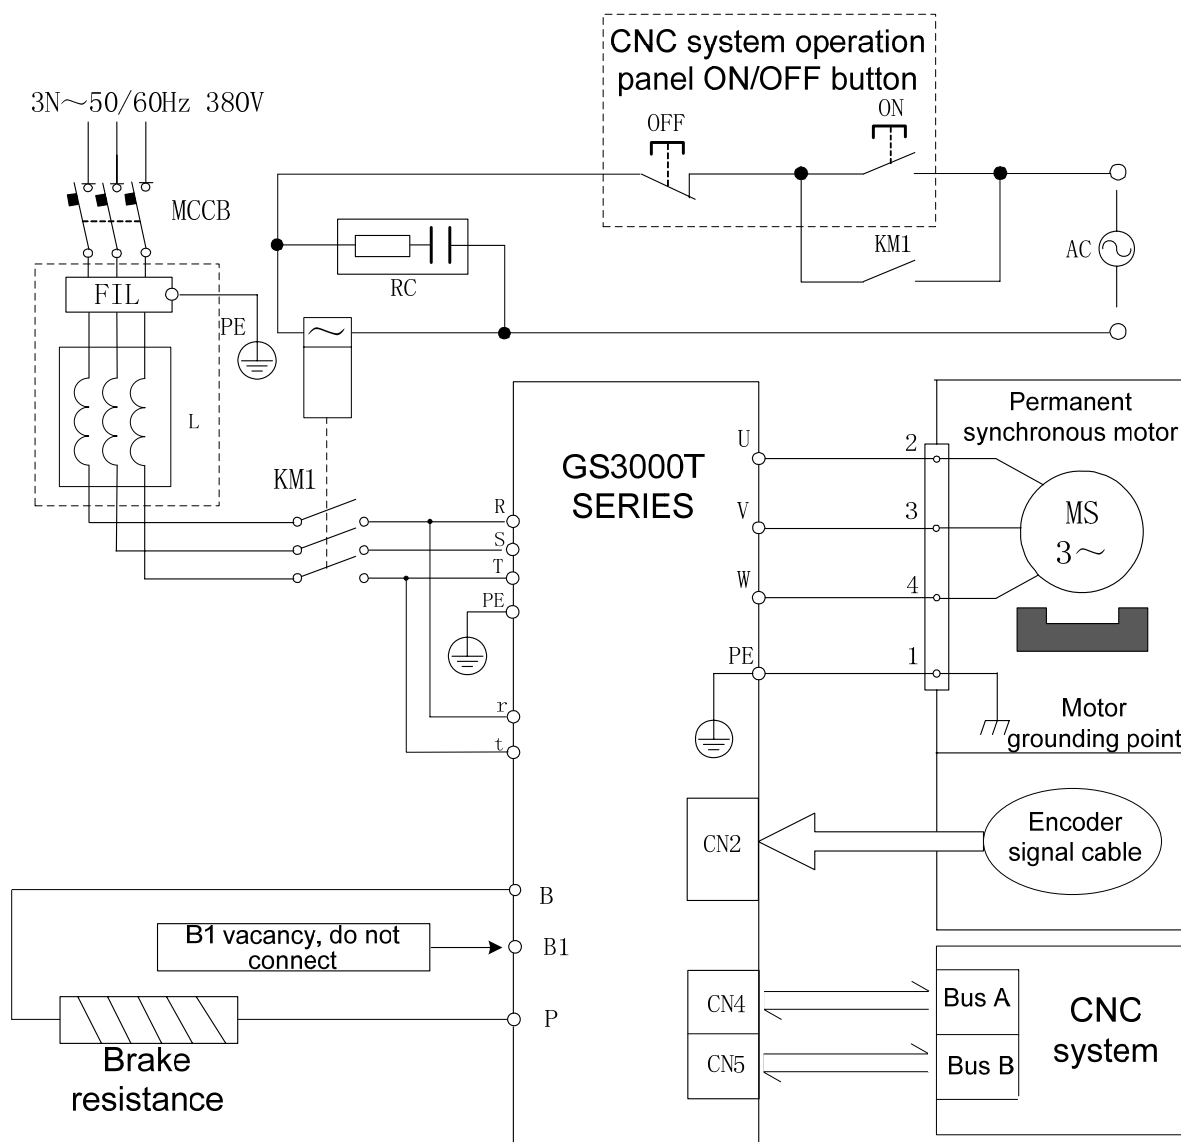 CNC system operation
panel ON/OFF button
3N～50/60Hz 380V
OFF
ON
MCCB
KM1
AC
FIL
RC
PE
～
L
Permanent
synchronous motor
GS3000T
SERIES
U
2
KM1
R
V
3
MS
3～
S
T
W
4
PE
PE
1
r
t
Motor
grounding point
CN2
Encoder
signal cable
B
B1 vacancy, do not
connect
B1
P
Brake
resistance
CN4
Bus A
CN5
Bus B
CNC
system